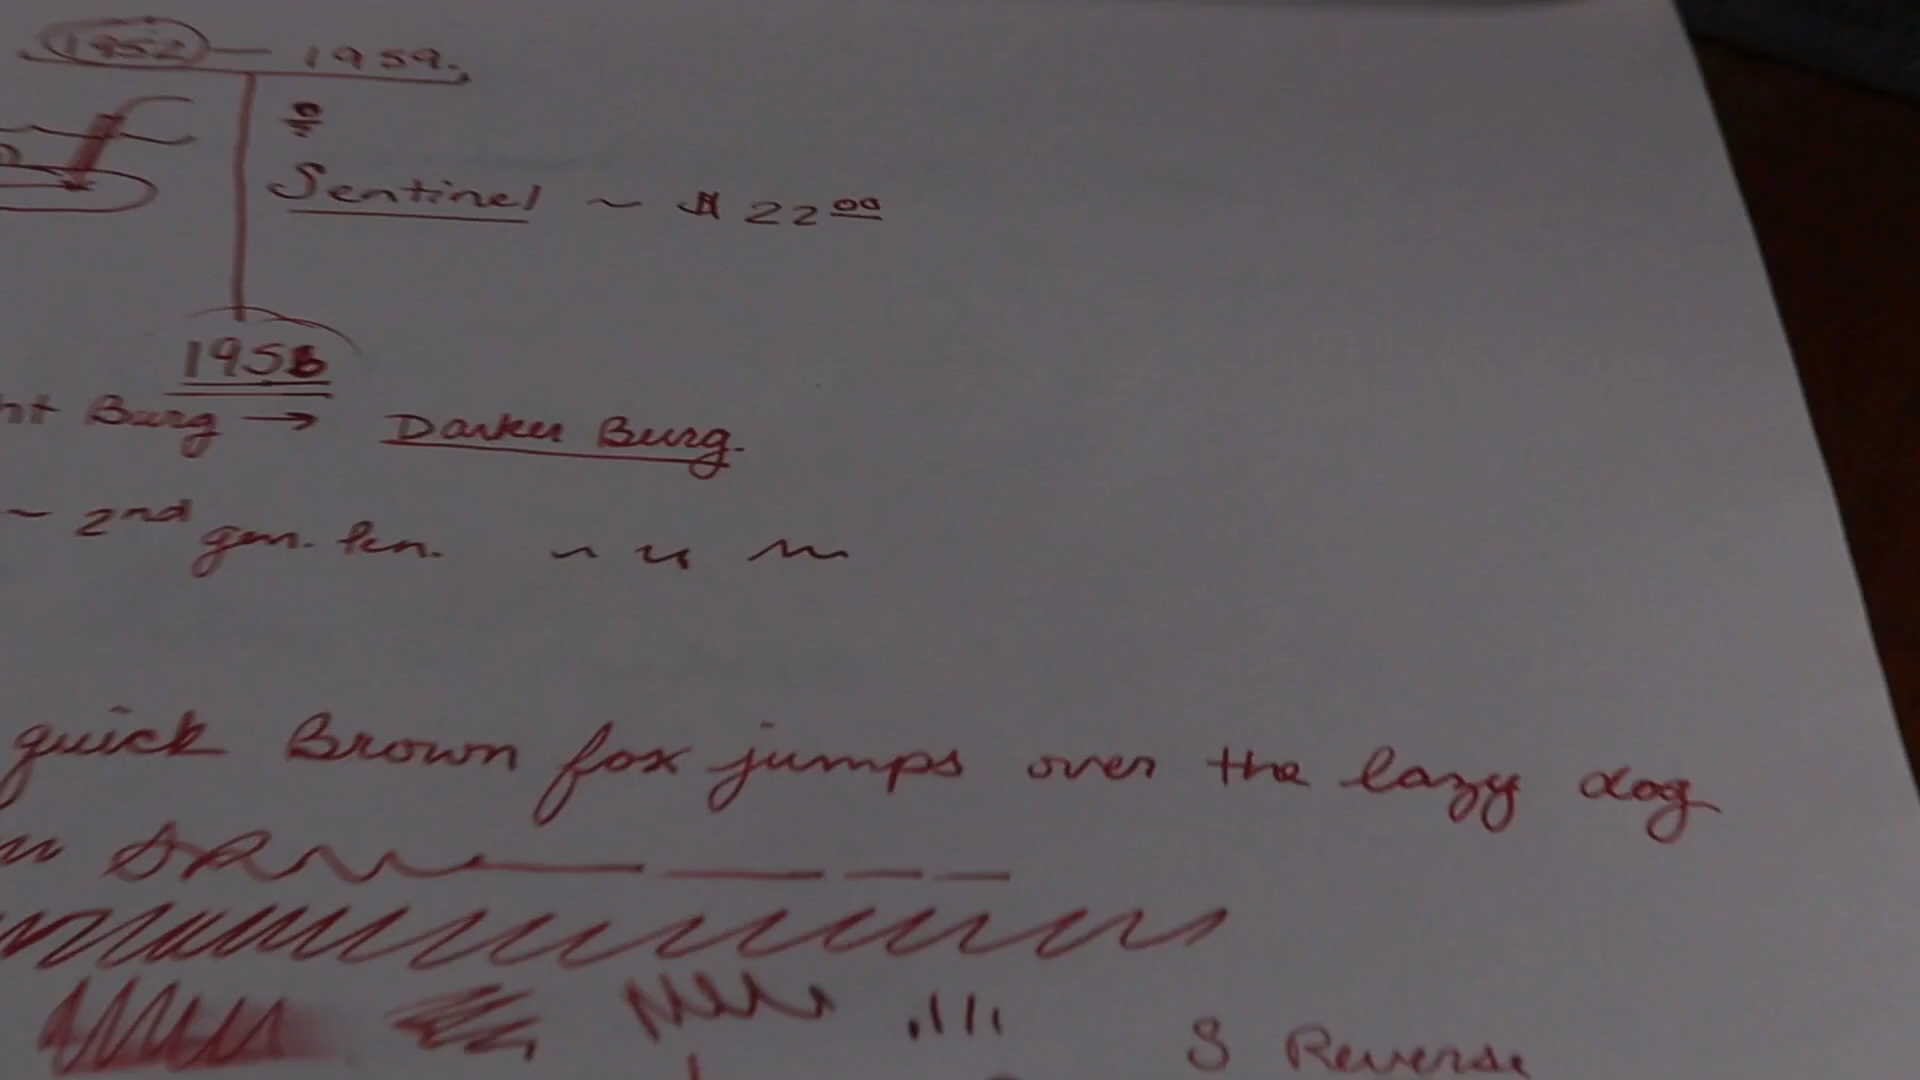 1952 — 1959.
Sentinel ~ $ 22 00
1958
Burg → Darker Burg.
~ 2nd gen.
quick Brown fox jumps over the lazy dog
S Reverse